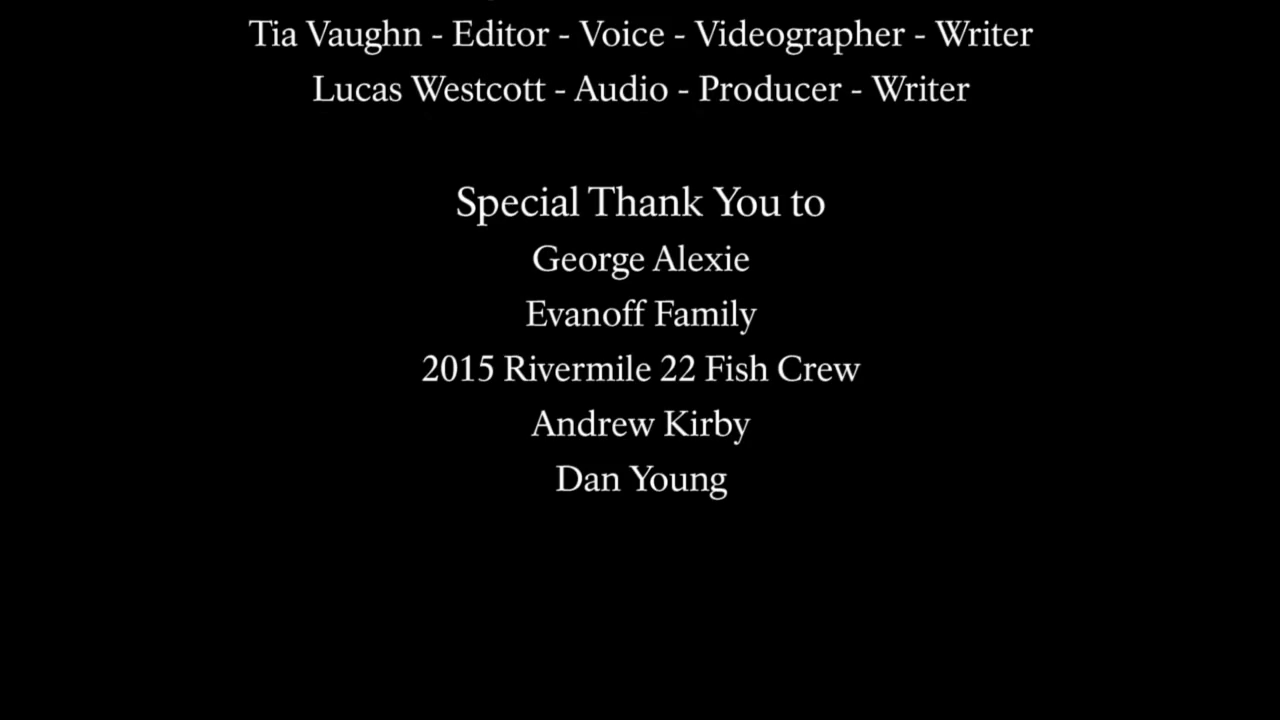 Tia Vaughn - Editor - Voice - Videographer - Writer
Lucas Westcott - Audio - Producer - Writer
Special Thank You to
George Alexie
Evanoff Family
2015 Rivermile 22 Fish Crew
Andrew Kirby
Dan Young